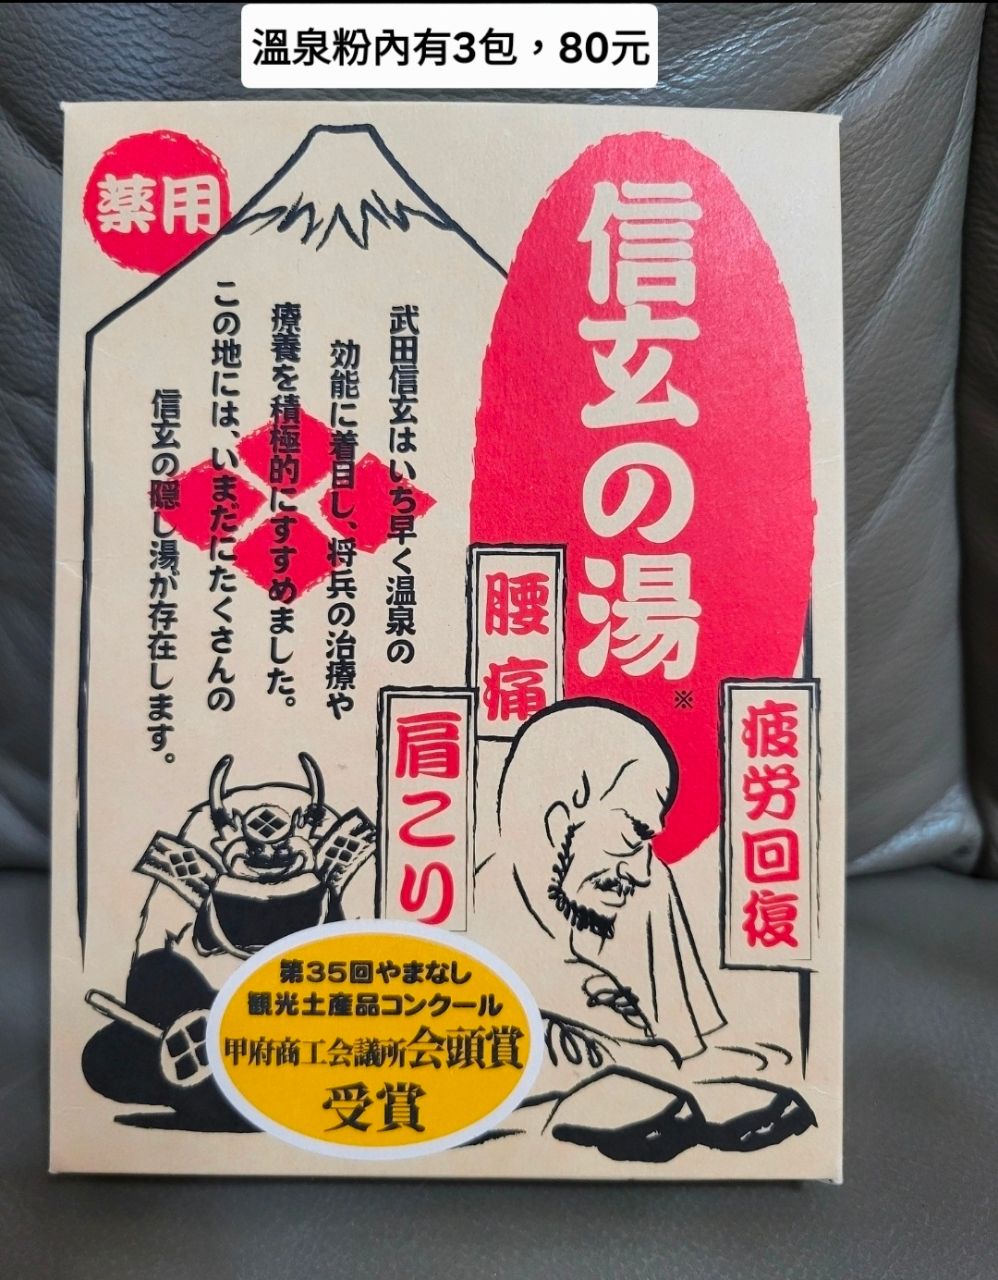 溫泉粉內有3包，80元
薬用
信玄の湯
※
武田信玄はいち早く温泉の
効能に着目し、将兵の治療や
療養を積極的にすすめました。
この地には、いまだにたくさんの
信玄の隠し湯が存在します。
腰痛
肩こり
疲労回復
第35回やまなし
観光土産品コンクール
甲府商工会議所会頭賞
受賞